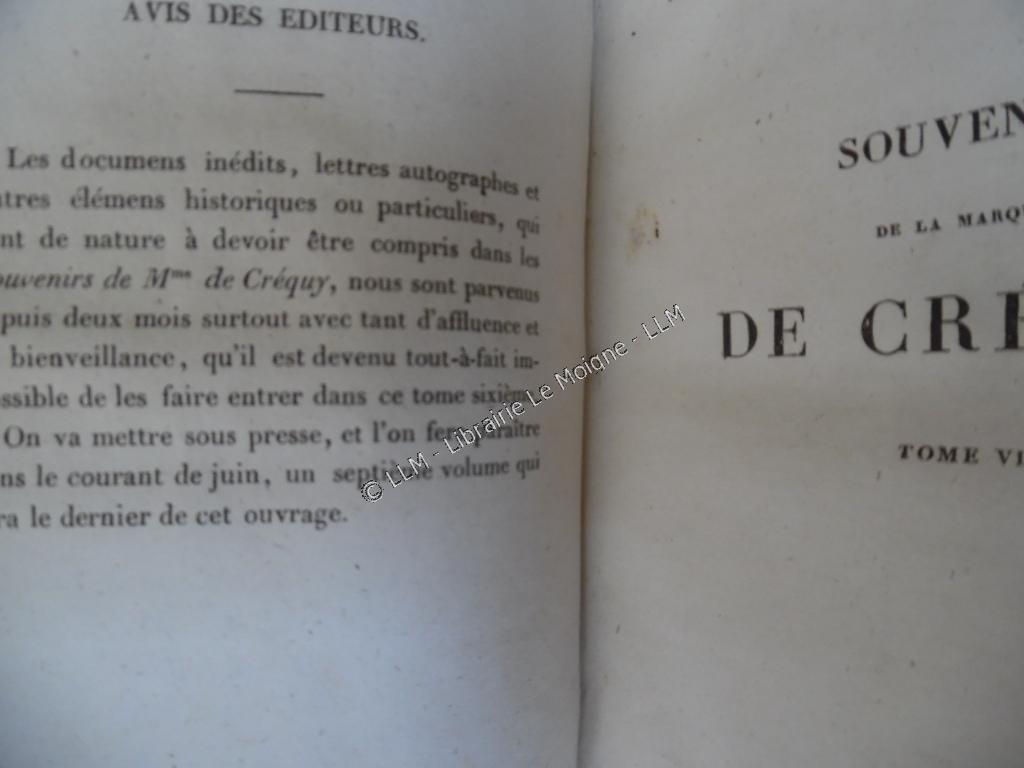 AVIS DES EDITEURS.
Les documens inédits, lettres autographes et
tres élémens historiques ou particuliers, qui
nt de nature à devoir être compris dans les
ouvenirs de Mme de Créquy, nous sont parvenus
puis deux mois surtout avec tant d'affluence et
bienveillance, qu'il est devenu tout-à-fait im-
ssible de les faire entrer dans ce tome sixième.
On va mettre sous presse, et l'on fera paraître
ns le courant de juin, un septième volume qui
ra le dernier de cet ouvrage.
SOUVEN
DE LA MARQU
DE CRÉ
TOME VI
© LLM - Librairie Le Moigne - LLM